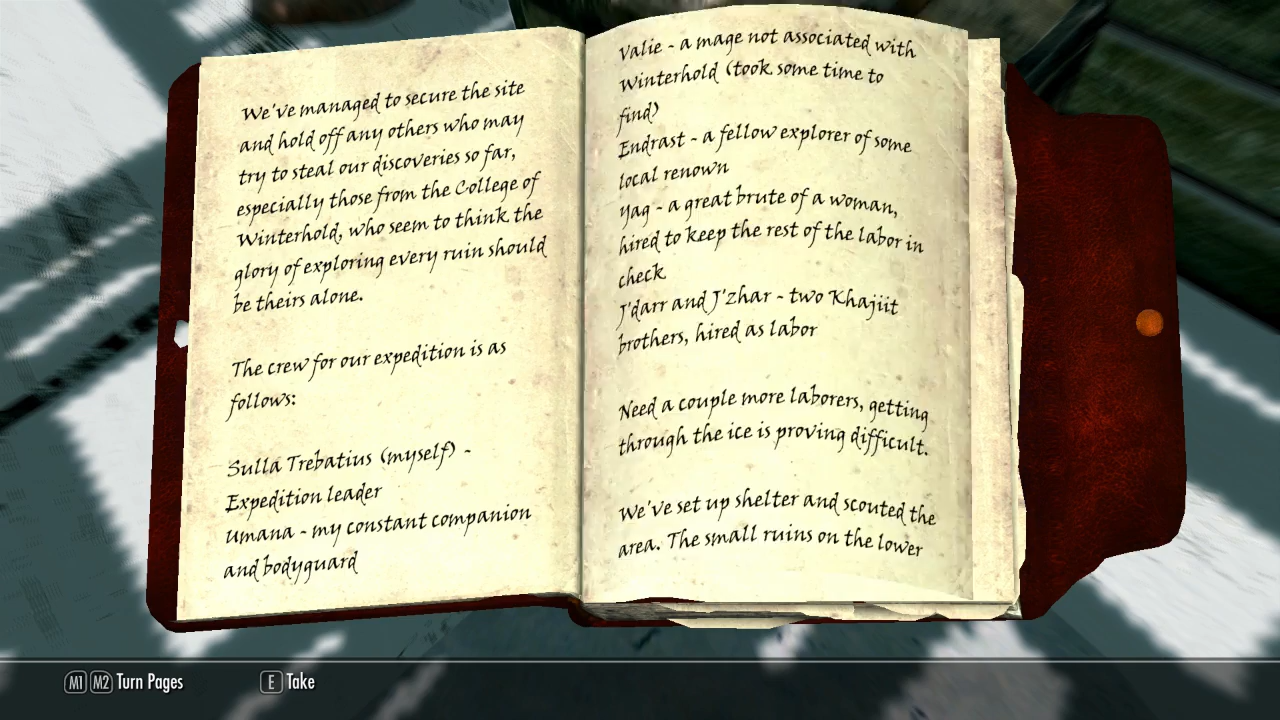 We've managed to secure the site
and hold off any others who may
try to steal our discoveries so far,
especially those from the College of
Winterhold, who seem to think the
glory of exploring every ruin should
be theirs alone.
The crew for our expedition is as
follows:
Sulla Trebatius (myself) -
Expedition leader
Umana - my constant companion
and bodyguard
Valie - a mage not associated with
Winterhold (took some time to
find)
Endrast - a fellow explorer of some
local renown
Yag - a great brute of a woman,
hired to keep the rest of the labor in
check
J'darr and J'zhar - two Khajiit
brothers, hired as labor
Need a couple more laborers, getting
through the ice is proving difficult.
We've set up shelter and scouted the
area. The small ruins on the lower
M1 M2 Turn Pages
E Take